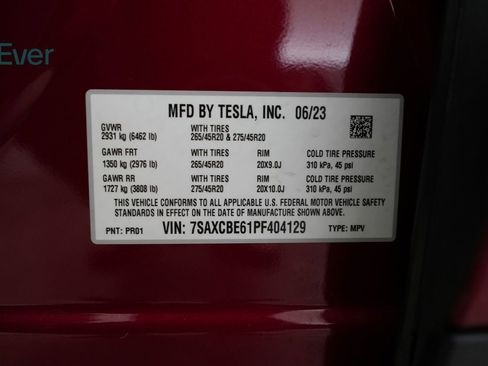 Ever
MFD BY TESLA, INC. 06/23
GVWR WITH TIRES
2931 kg (6462 lb) 265/45R20 & 275/45R20
GAWR FRT WITH TIRES RIM COLD TIRE PRESSURE
1350 kg (2976 lb) 265/45R20 20X9.0J 310 kPa, 45 psi
GAWR RR WITH TIRES RIM COLD TIRE PRESSURE
1727 kg (3808 lb) 275/45R20 20X10.0J 310 kPa, 45 psi
THIS VEHICLE CONFORMS TO ALL APPLICABLE U.S. FEDERAL MOTOR VEHICLE SAFETY
STANDARDS IN EFFECT ON THE DATE OF MANUFACTURE SHOWN ABOVE.
PNT: PR01 VIN: 7SAXCBE61PF404129 TYPE: MPV